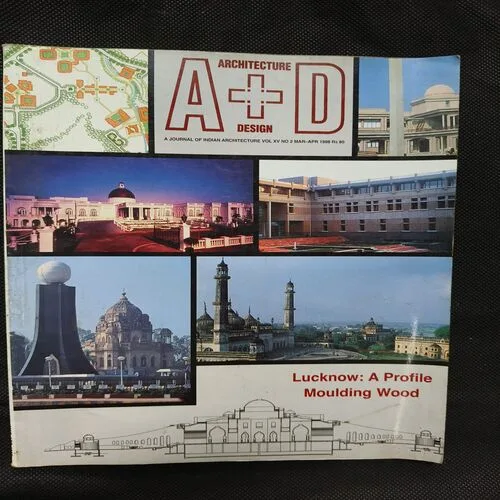 ARCHITECTURE
A+D
DESIGN
A JOURNAL OF INDIAN ARCHITECTURE VOL XV NO 2 MAR-APR 1998 Rs 80
Lucknow: A Profile
Moulding Wood